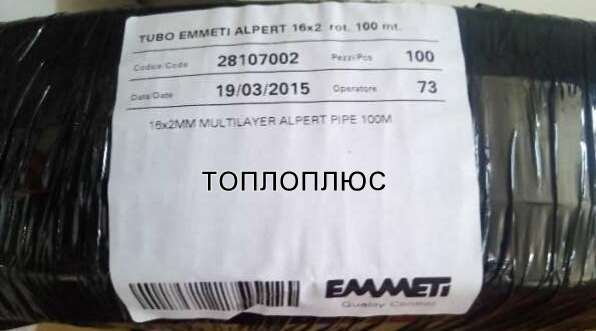 TUBO EMMETI ALPERT 16x2 rot. 100 mt.
Codice/Code 28107002 Pezzi/Pcs 100
Data/Date 19/03/2015 Operatore 73
16x2MM MULTILAYER ALPERT PIPE 100M
ТОПЛОПЛЮС
EMMETi
Quality Control